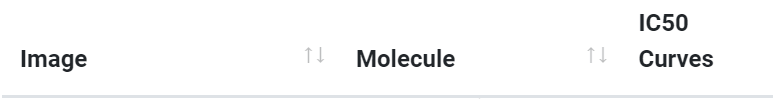 Image ↑↓ Molecule ↑↓ IC50
Curves